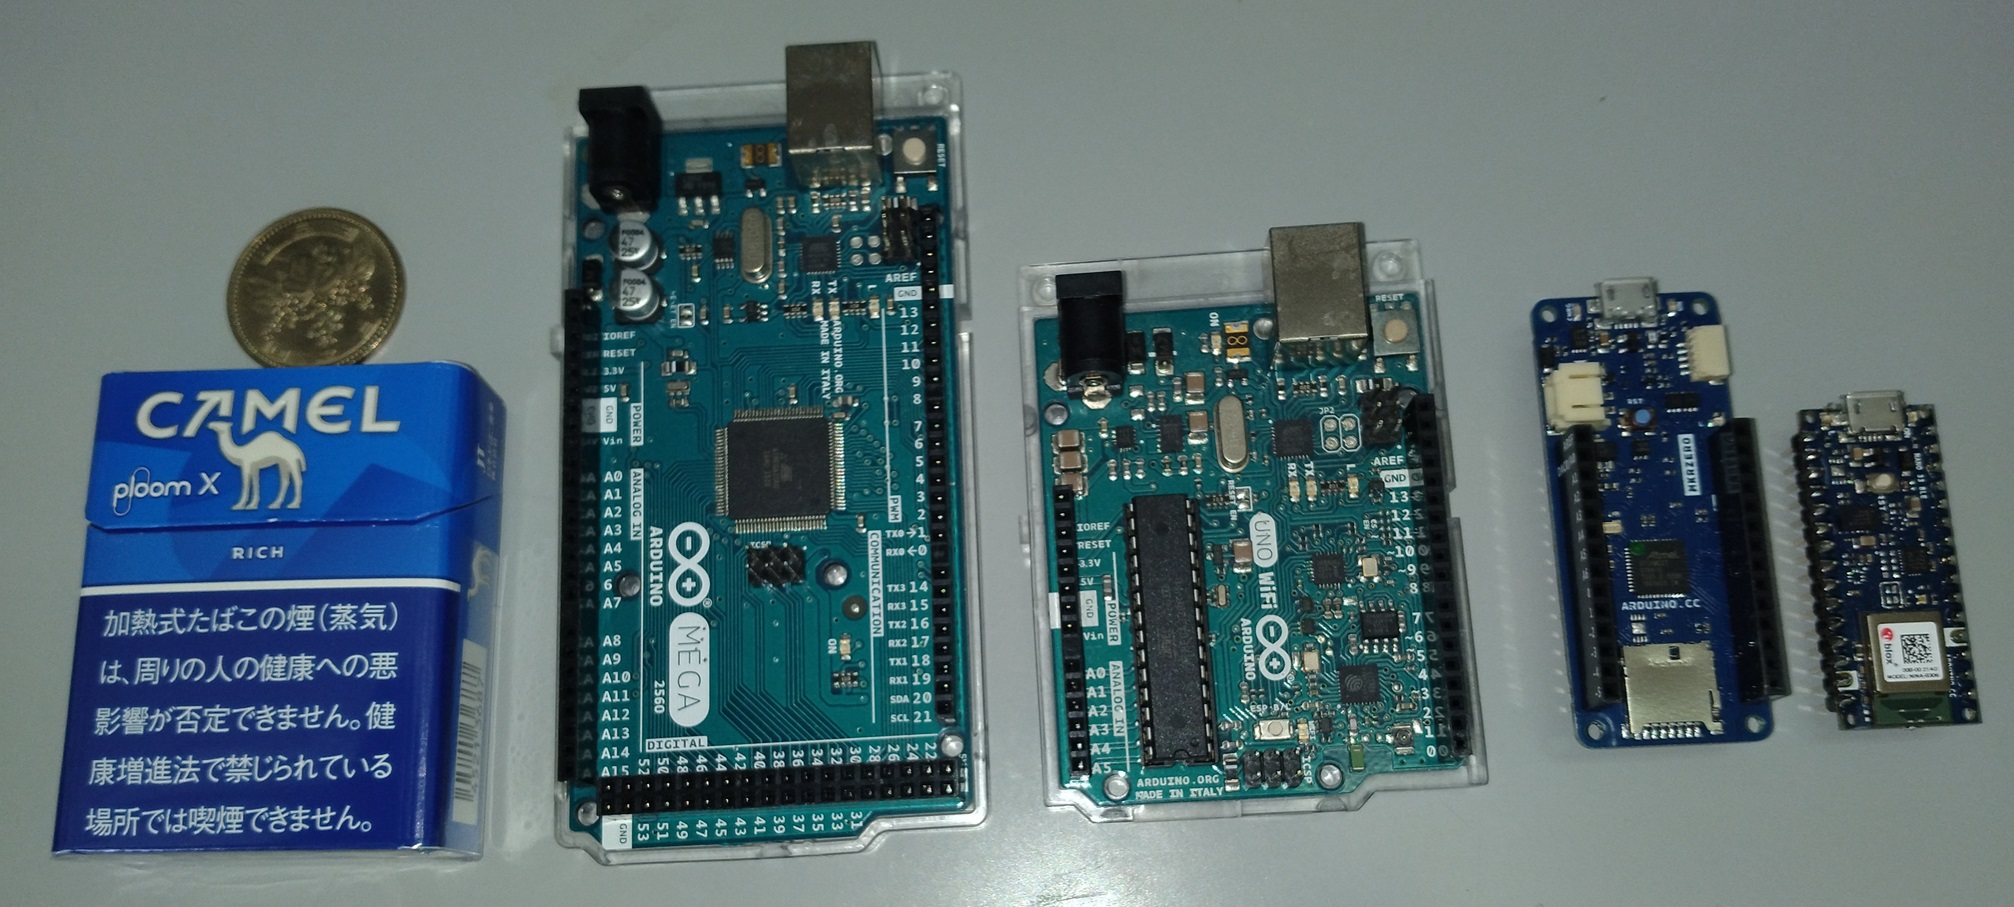 CAMEL
ploom X
RICH
加熱式たばこの煙(蒸気)
は、周りの人の健康への悪
影響が否定できません。健
康増進法で禁じられている
場所では喫煙できません。
JT
RESET
47
25V
47
25V
AREF
GND
13
12
11
10
9
8
7
6
5
4
3
2
TX0→1
RX0←0
TX3 14
RX3 15
TX2 16
RX2 17
TX1 18
RX1 19
SDA 20
SCL 21
PWM
COMMUNICATION
RX
TX
L
ARDUINO.ORG
MADE IN ITALY
IOREF
RESET
3.3V
5V
GND
Vin
POWER
A0
A1
A2
A3
A4
A5
6
A7
A8
A9
A10
A11
A12
A13
A14
A15
ANALOG IN
ICSP
ARDUINO
MEGA
2560
ON
DIGITAL
52 50 48 46 44 42 40 38 36 34 32 30 28 26 24 22
GND
53 51 49 47 45 43 41 39 37 35 33 31
RESET
ON
JP2
RX
TX
L
AREF
GND
13
12
11
10
~9
8
7
~6
~5
4
~3
2
1
0
IOREF
RESET
3.3V
5V
GND
Vin
POWER
A0
A1
A2
A3
A4
A5
ANALOG IN
UNO WiFi
ARDUINO
ICSP
ARDUINO.ORG
MADE IN ITALY
RST
MKRZERO
Atmel
ARDUINO.CC
blox